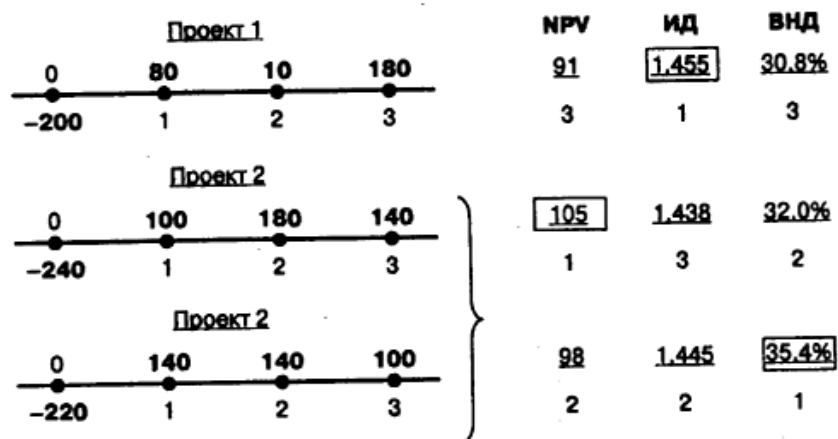 NPV ИД ВНД
Проект 1
0 80 10 180
91 1.455 30.8%
−200 1 2 3
3 1 3
Проект 2
0 100 180 140
105 1.438 32.0%
−240 1 2 3
1 3 2
Проект 2
0 140 140 100
98 1.445 35.4%
−220 1 2 3
2 2 1